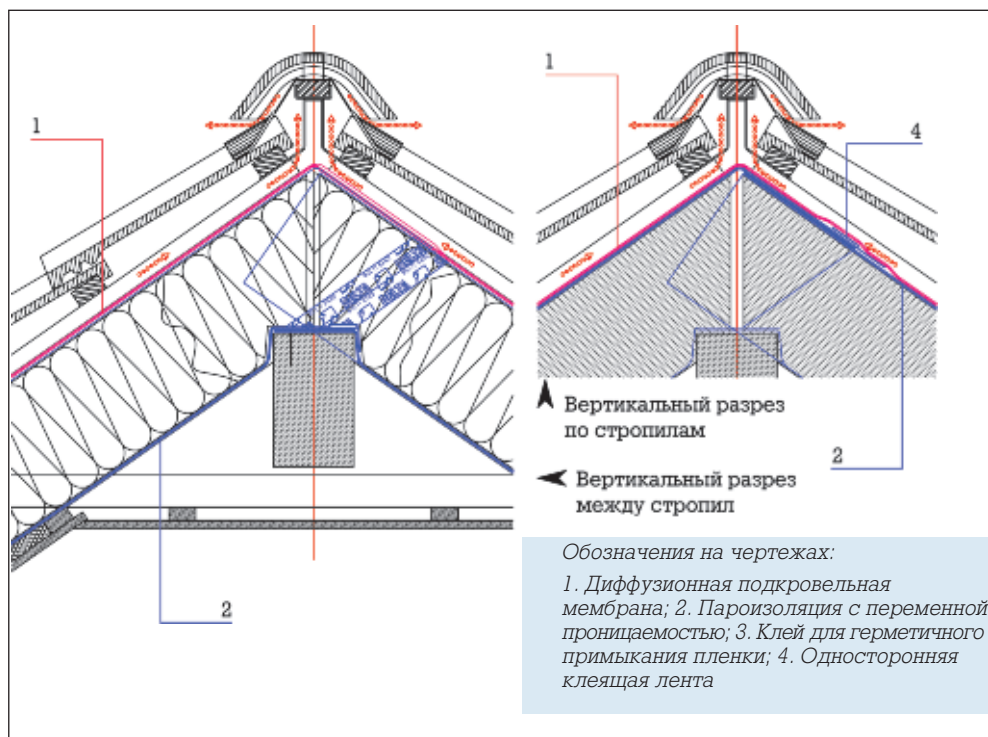 1
2
1
4
2
Вертикальный разрез
по стропилам
Вертикальный разрез
между стропил
Обозначения на чертежах:
1. Диффузионная подкровельная
мембрана; 2. Пароизоляция с переменной
проницаемостью; 3. Клей для герметичного
примыкания пленки; 4. Односторонняя
клеящая лента